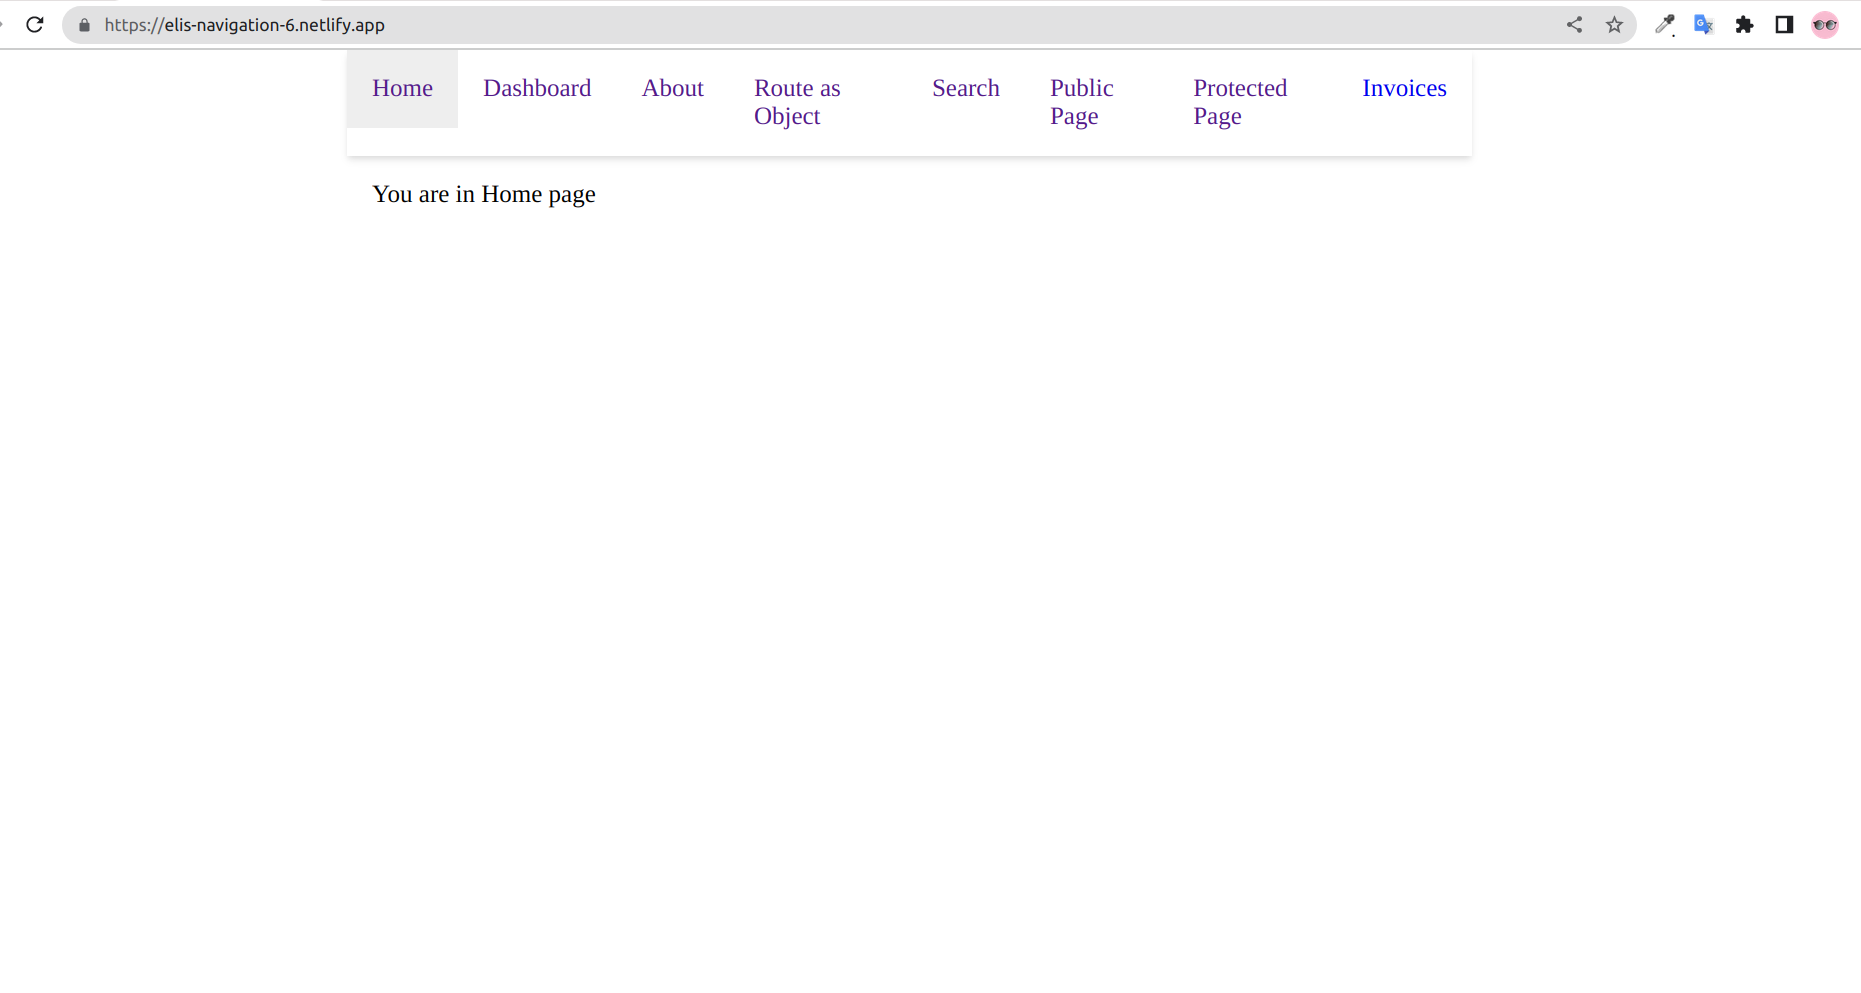 https://elis-navigation-6.netlify.app
Home Dashboard About Route as Search Public Protected Invoices
Object Page Page
You are in Home page